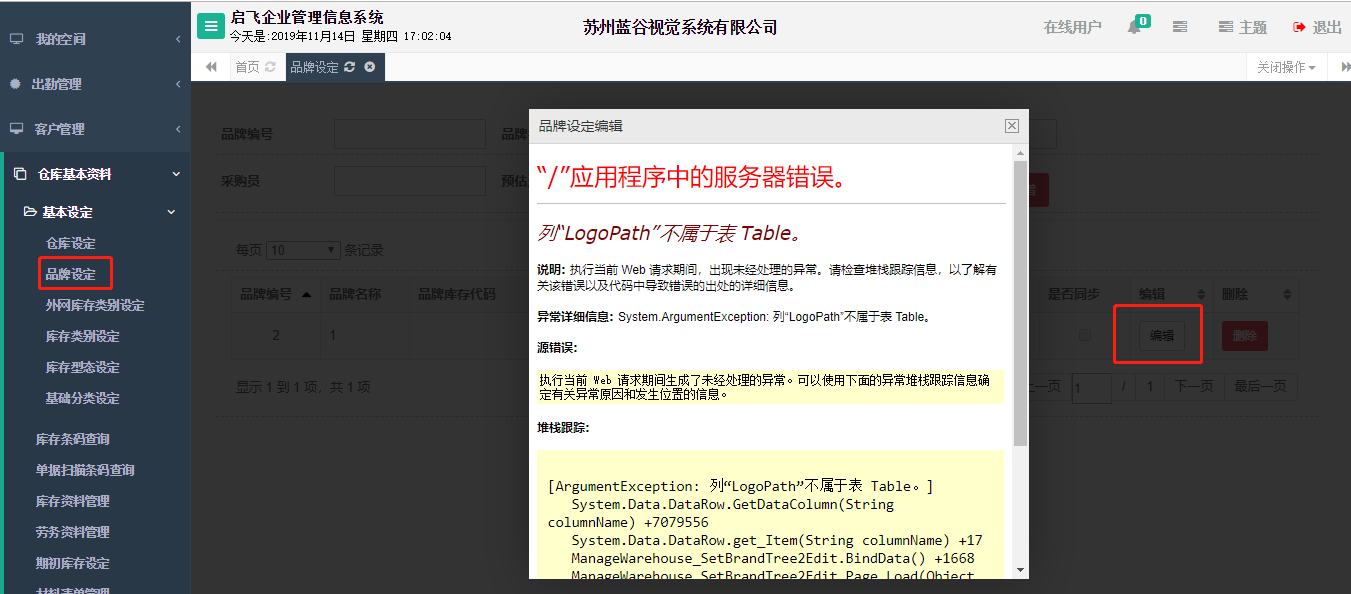 启飞企业管理信息系统
今天是:2019年11月14日 星期四 17:02:04
苏州蓝谷视觉系统有限公司
在线用户
0
主题
退出
首页
品牌设定
关闭操作
我的空间
出勤管理
客户管理
仓库基本资料
基本设定
仓库设定
品牌设定
外网库存类别设定
库存类别设定
库存型态设定
基础分类设定
库存条码查询
单据扫描条码查询
库存资料管理
劳务资料管理
期初库存设定
材料清单管理
品牌编号
品牌
采购员
预估
每页 10 条记录
品牌编号
品牌名称
品牌库存代码
是否同步
编辑
删除
2
1
编辑
删除
显示 1 到 1 项，共 1 项
上一页
1
/
1
下一页
最后一页
品牌设定编辑
“/”应用程序中的服务器错误。
列“LogoPath”不属于表 Table。
说明: 执行当前 Web 请求期间，出现未经处理的异常。请检查堆栈跟踪信息，以了解有
关该错误以及代码中导致错误的出处的详细信息。
异常详细信息: System.ArgumentException: 列“LogoPath”不属于表 Table。
源错误:
执行当前 Web 请求期间生成了未经处理的异常。可以使用下面的异常堆栈跟踪信息确
定有关异常原因和发生位置的信息。
堆栈跟踪:
[ArgumentException: 列“LogoPath”不属于表 Table。]
System.Data.DataRow.GetDataColumn(String
columnName) +7079556
System.Data.DataRow.get_Item(String columnName) +17
ManageWarehouse_SetBrandTree2Edit.BindData() +1668
ManageWarehouse_SetBrandTree2Edit.Page_Load(Object